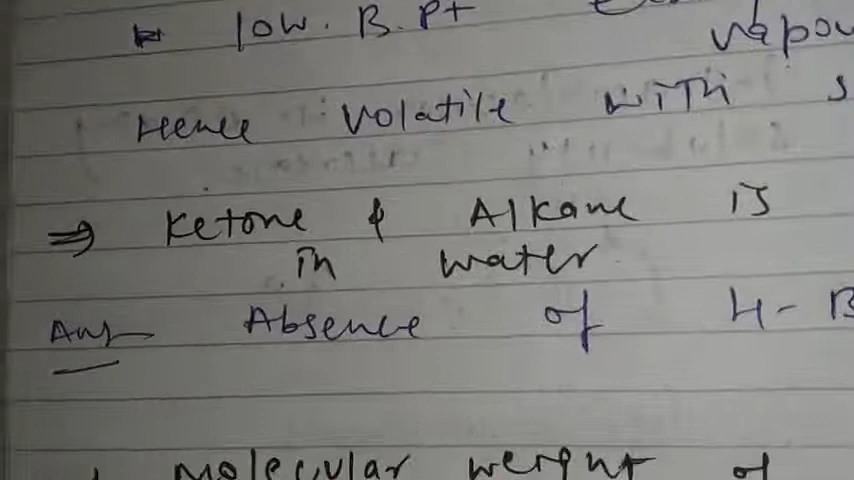 low. B. Pt
vapou
Hence volatile with s
⇒ Ketone & Alkane is
in water
Ans Absence of H-B
Molecular weight of